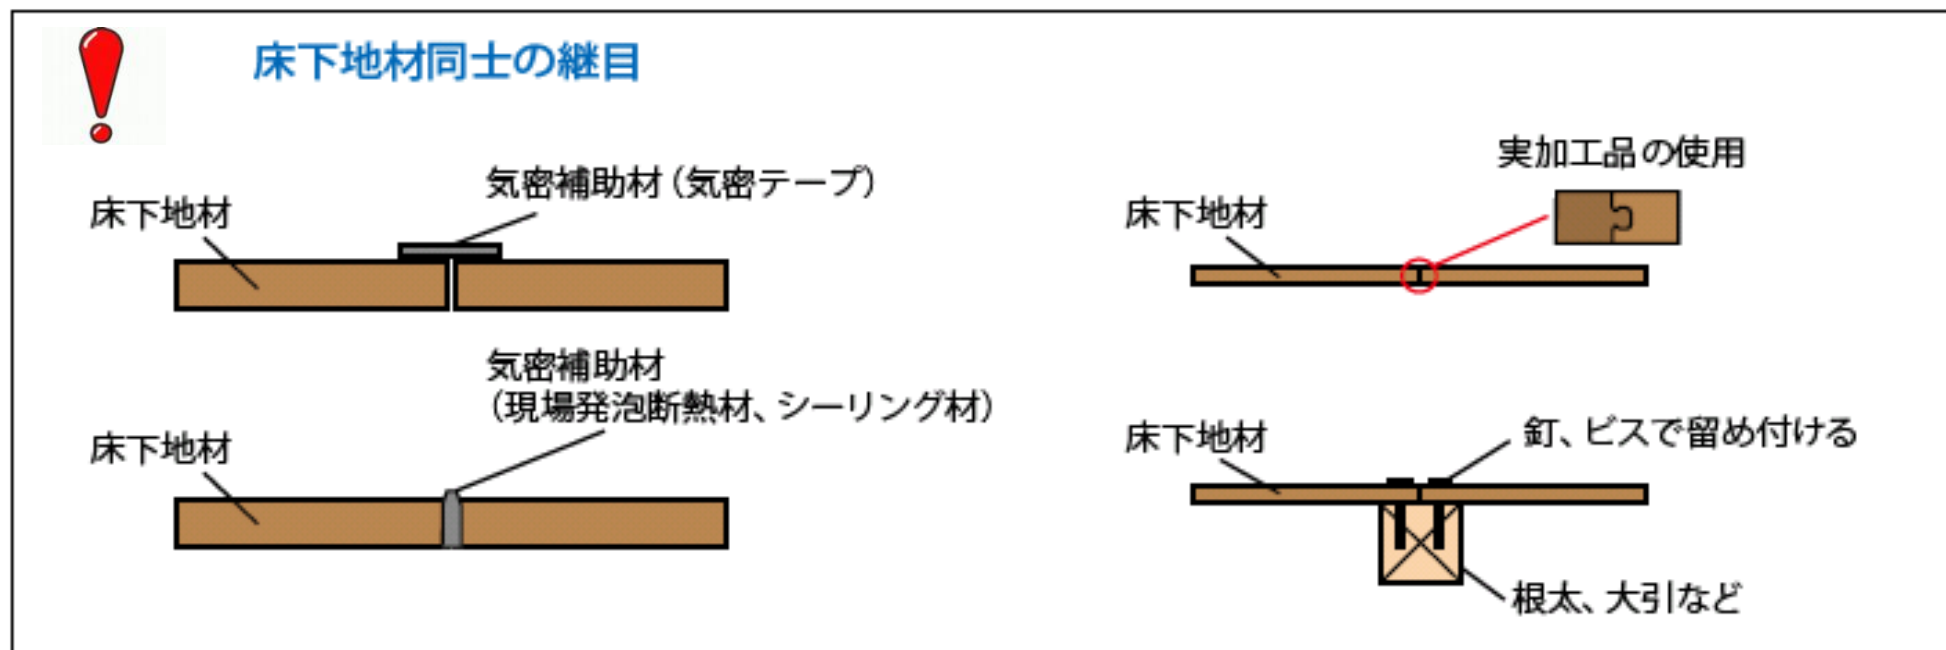 床下地材同士の継目
気密補助材（気密テープ）
床下地材
実加工品の使用
床下地材
気密補助材
（現場発泡断熱材、シーリング材）
床下地材
床下地材
釘、ビスで留め付ける
根太、大引など